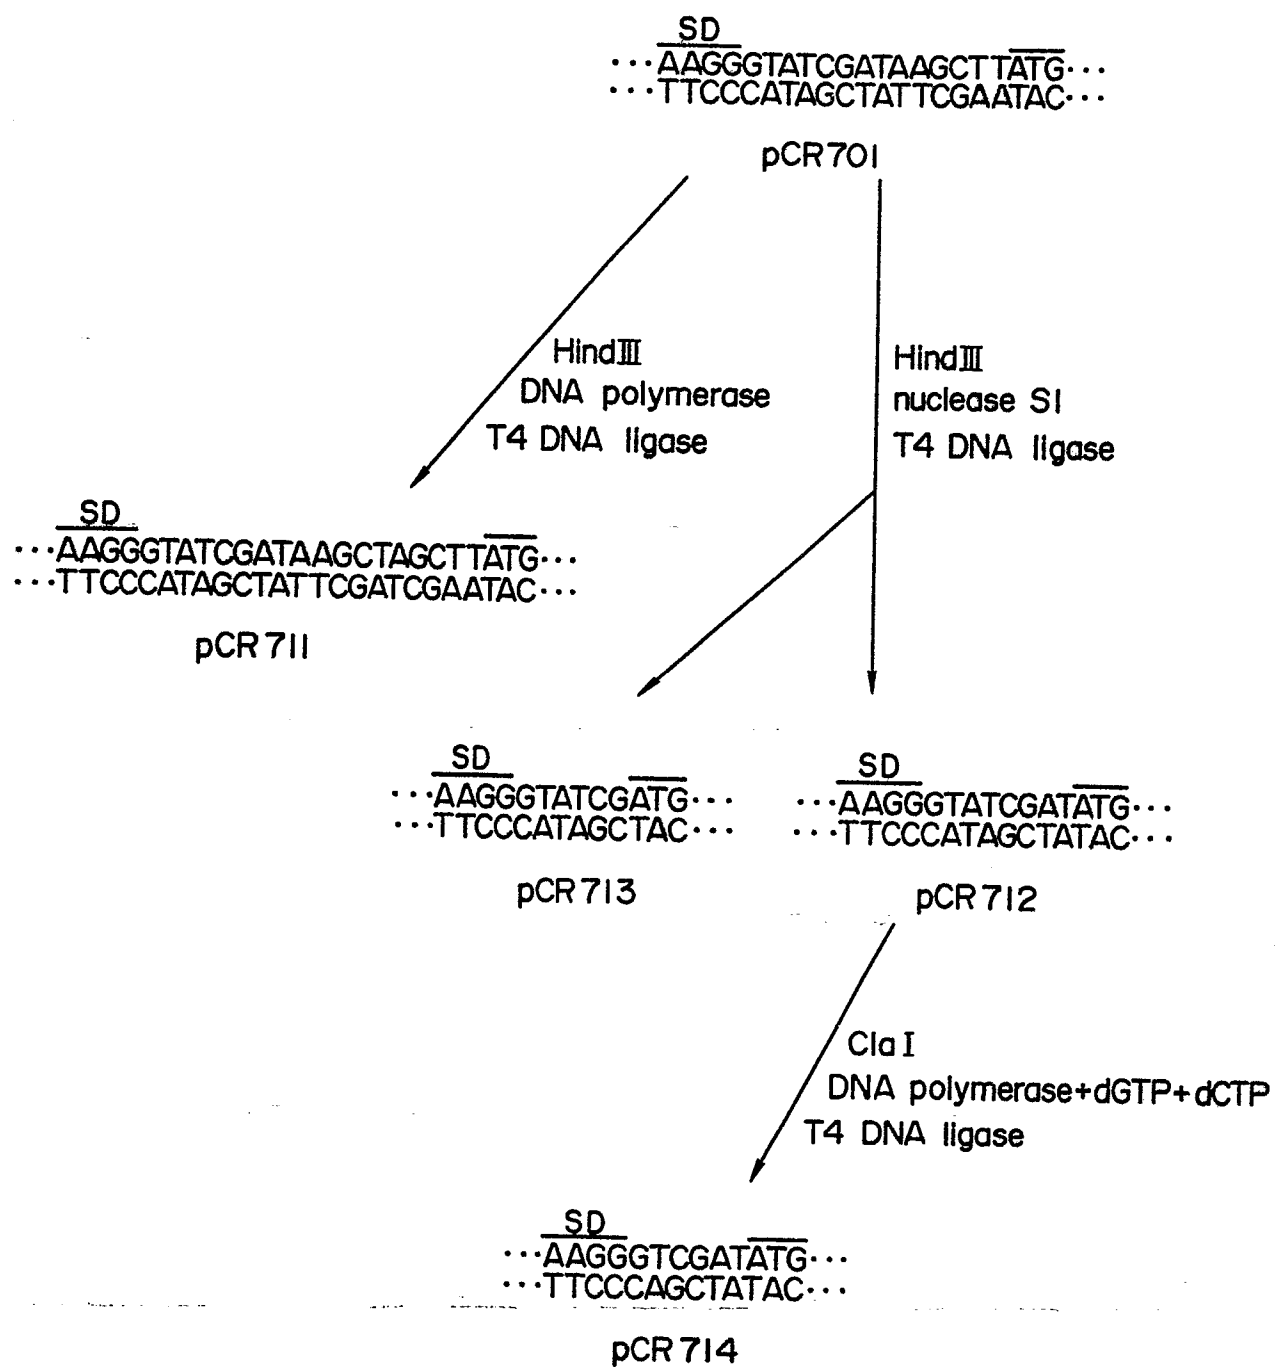 SD
···AAGGGTATCGATAAGCTTATG···
···TTCCCATAGCTATTCGAATAC···
pCR701
HindⅢ
DNA polymerase
T4 DNA ligase
HindⅢ
nuclease S1
T4 DNA ligase
SD
···AAGGGTATCGATAAGCTAGCTTATG···
···TTCCCATAGCTATTCGATCGAATAC···
pCR711
SD
···AAGGGTATCGATG···
···TTCCCATAGCTAC···
pCR713
SD
···AAGGGTATCGATATG···
···TTCCCATAGCTATAC···
pCR712
ClaⅠ
DNA polymerase+dGTP+dCTP
T4 DNA ligase
SD
···AAGGGTCGATATG···
···TTCCCAGCTATAC···
pCR714